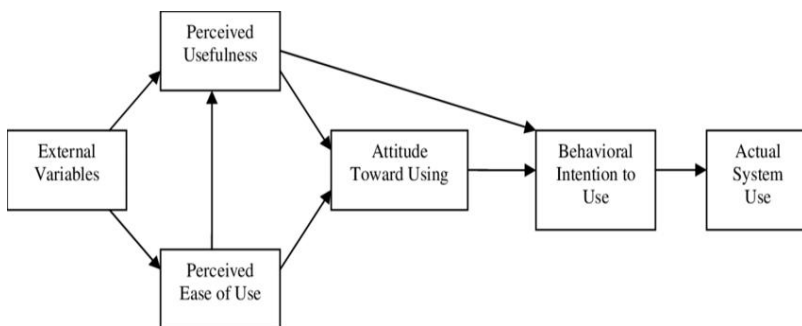 Perceived
Usefulness
External
Variables
Attitude
Toward Using
Behavioral
Intention to
Use
Actual
System
Use
Perceived
Ease of Use